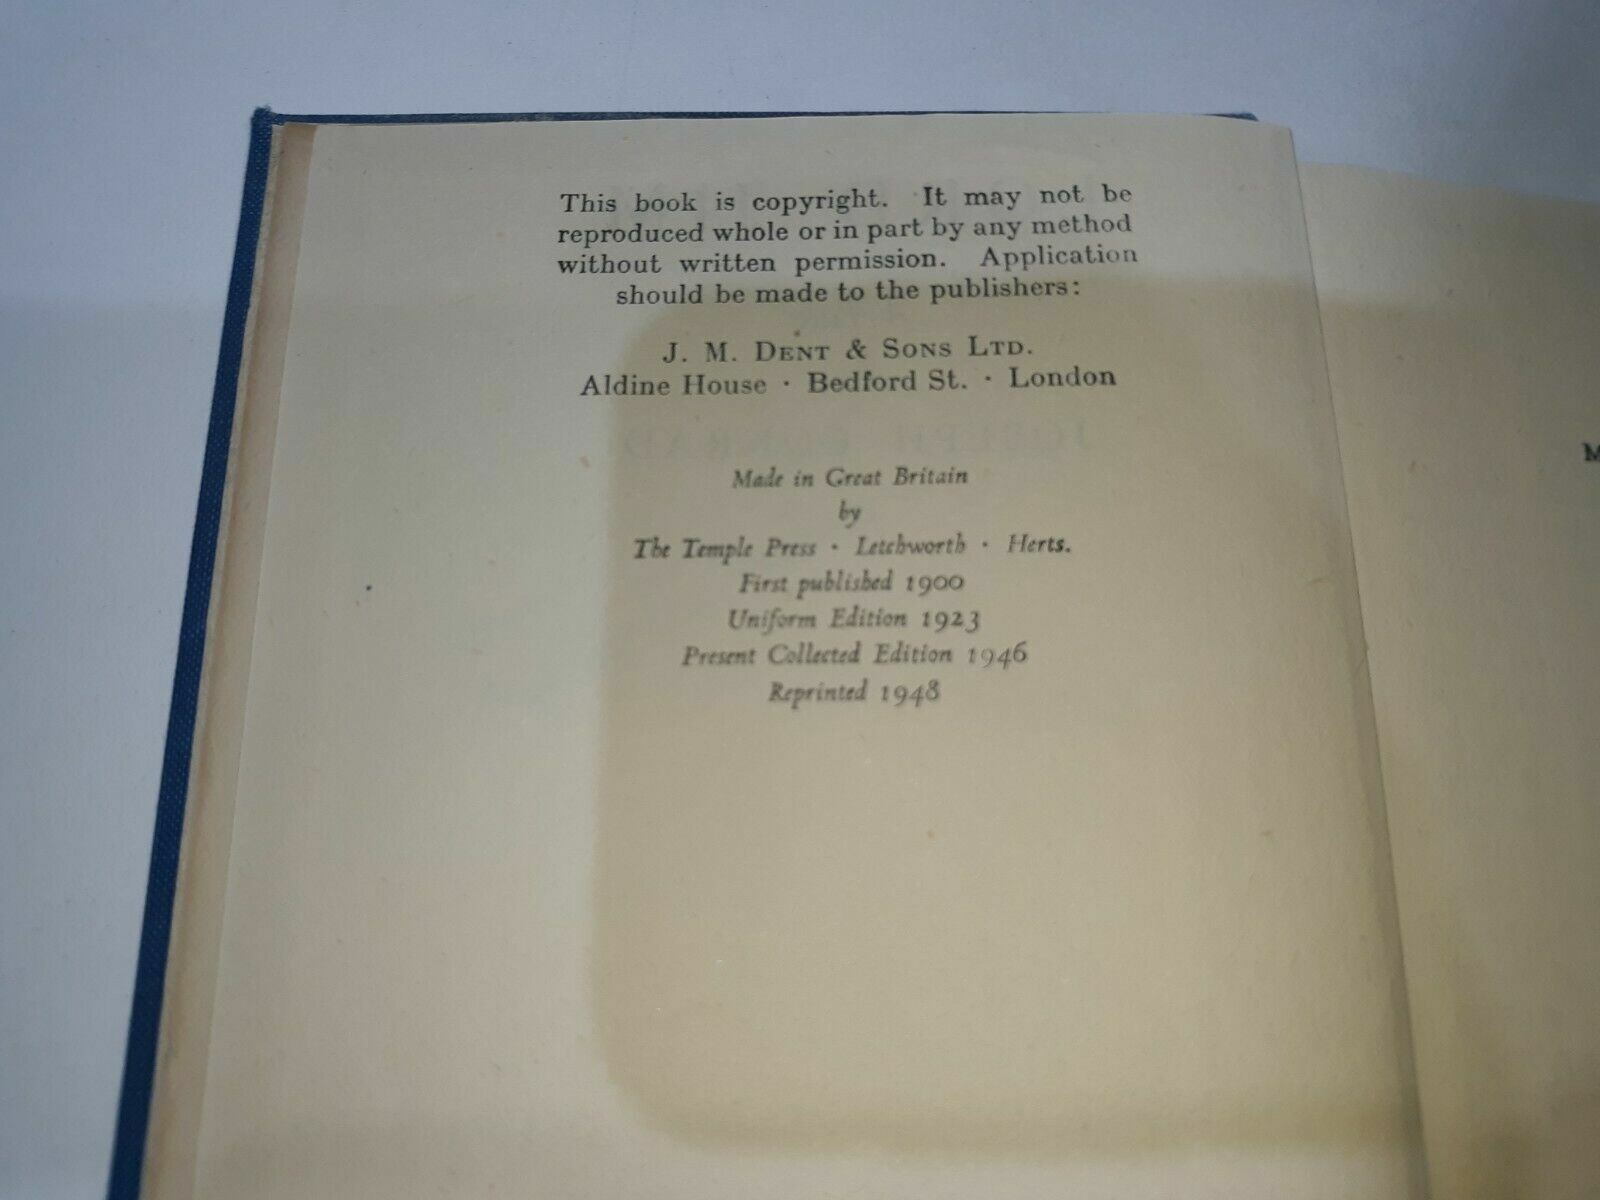 This book is copyright. It may not be
reproduced whole or in part by any method
without written permission. Application
should be made to the publishers:
J. M. DENT & SONS LTD.
Aldine House · Bedford St. · London
JOSEPH CONRAD
Made in Great Britain
by
The Temple Press · Letchworth · Herts.
First published 1900
Uniform Edition 1923
Present Collected Edition 1946
Reprinted 1948
M